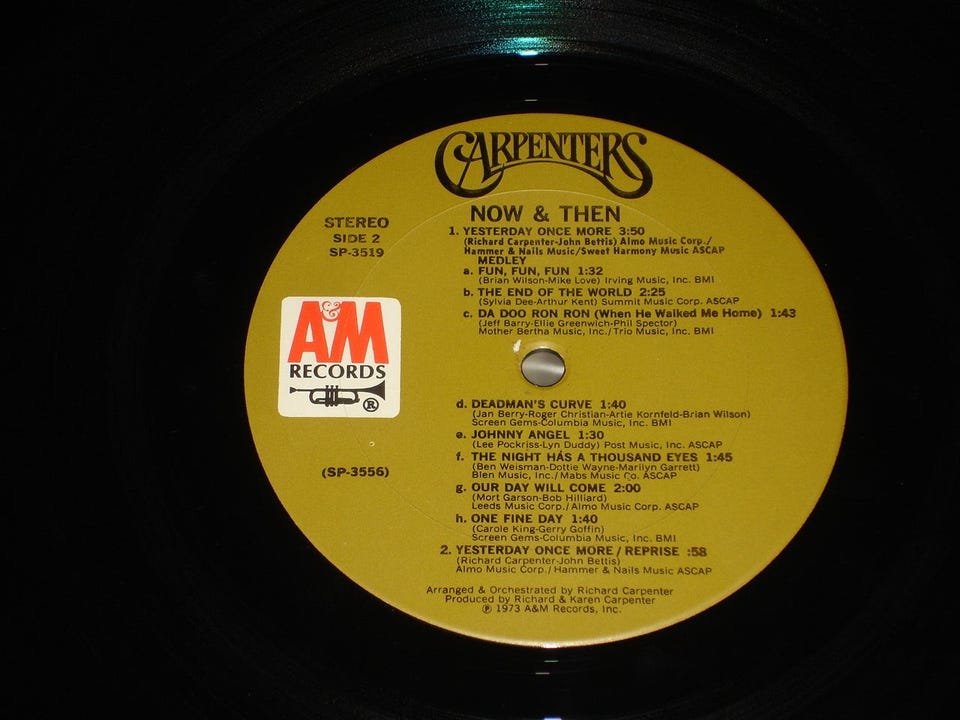 CARPENTERS
NOW & THEN
STEREO
SIDE 2
SP-3519
1. YESTERDAY ONCE MORE 3:50
(Richard Carpenter-John Bettis) Almo Music Corp./
Hammer & Nails Music/Sweet Harmony Music ASCAP
MEDLEY
a. FUN, FUN, FUN 1:32
(Brian Wilson-Mike Love) Irving Music, Inc. BMI
b. THE END OF THE WORLD 2:25
(Sylvia Dee-Arthur Kent) Summit Music Corp. ASCAP
c. DA DOO RON RON (When He Walked Me Home) 1:43
(Jeff Barry-Ellie Greenwich-Phil Spector)
Mother Bertha Music, Inc./Trio Music, Inc. BMI
A&M
RECORDS
®
d. DEADMAN'S CURVE 1:40
(Jan Berry-Roger Christian-Artie Kornfeld-Brian Wilson)
Screen Gems-Columbia Music, Inc. BMI
e. JOHNNY ANGEL 1:30
(Lee Pockriss-Lyn Duddy) Post Music, Inc. ASCAP
f. THE NIGHT HAS A THOUSAND EYES 1:45
(Ben Weisman-Dottie Wayne-Marilyn Garrett)
Blen Music, Inc./Mabs Music Co. ASCAP
(SP-3556)
g. OUR DAY WILL COME 2:00
(Mort Garson-Bob Hilliard)
Leeds Music Corp./Almo Music Corp. ASCAP
h. ONE FINE DAY 1:40
(Carole King-Gerry Goffin)
Screen Gems-Columbia Music, Inc. BMI
2. YESTERDAY ONCE MORE/REPRISE :58
(Richard Carpenter-John Bettis)
Almo Music Corp./Hammer & Nails Music ASCAP
Arranged & Orchestrated by Richard Carpenter
Produced by Richard & Karen Carpenter
℗ 1973 A&M Records, Inc.